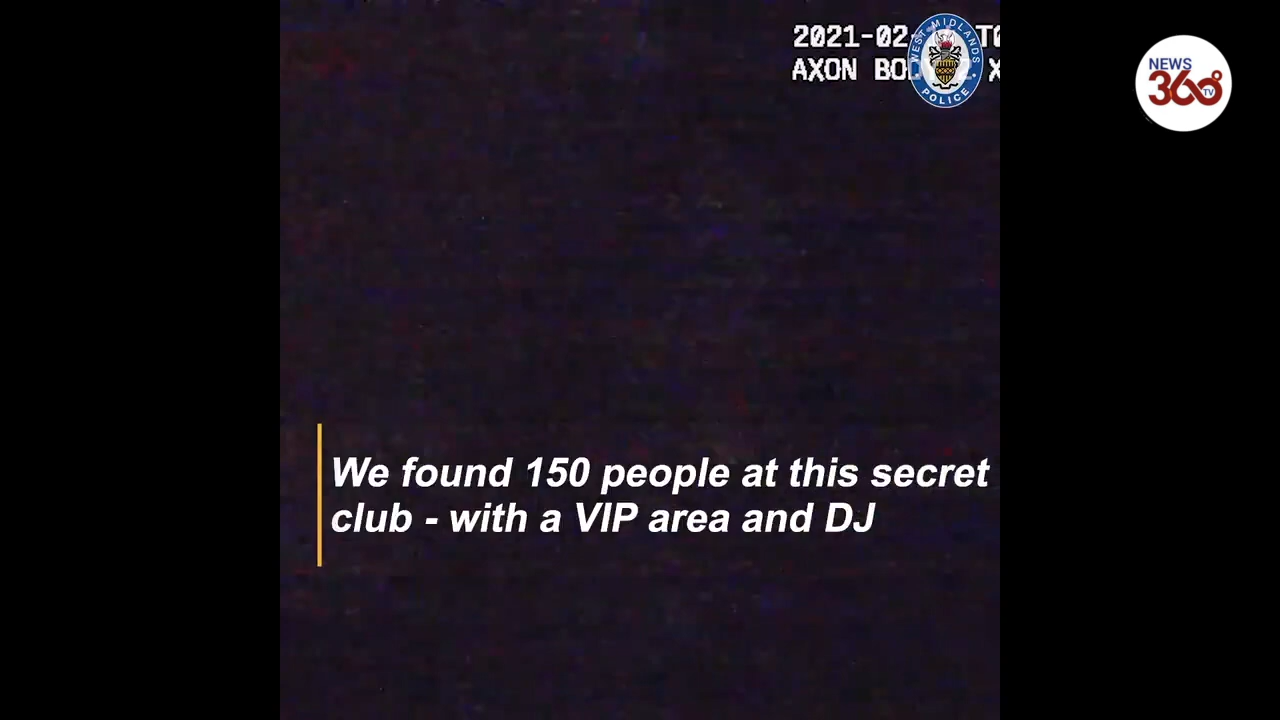 2021-02
AXON BO
WEST MIDLANDS
POLICE
NEWS
360°
TV
We found 150 people at this secret
club - with a VIP area and DJ